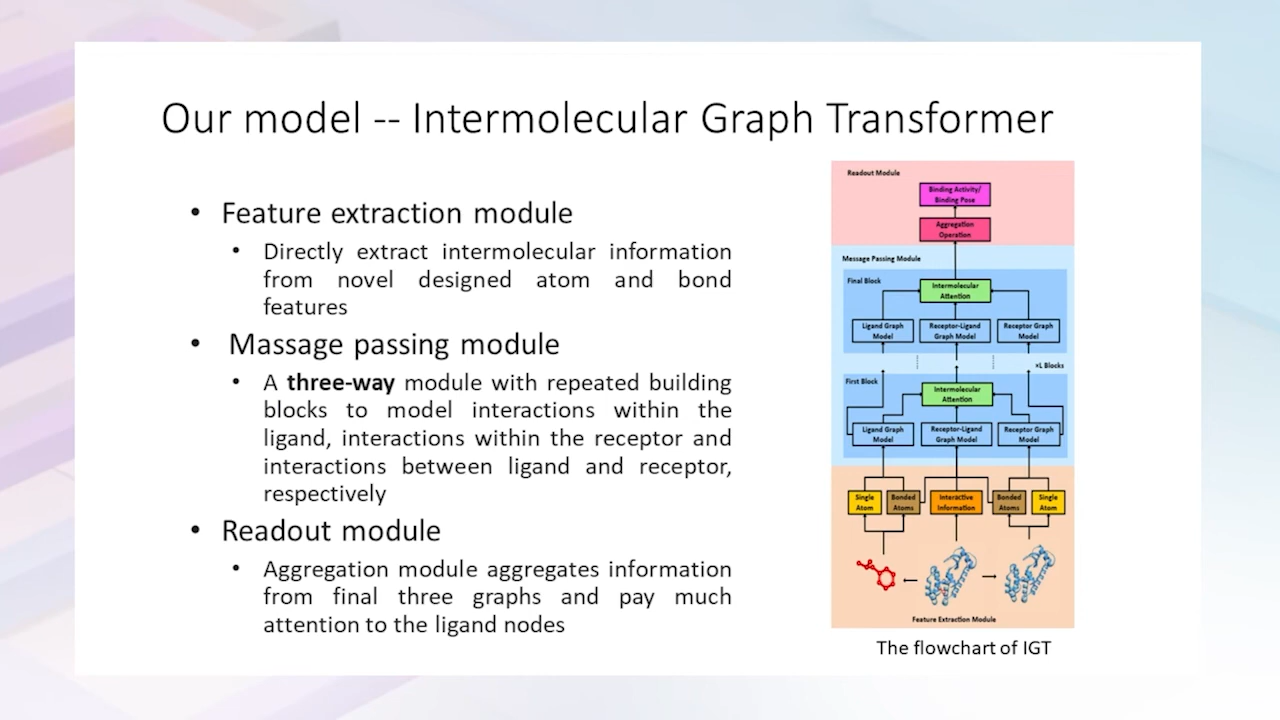 Our model -- Intermolecular Graph Transformer
• Feature extraction module
• Directly extract intermolecular information
from novel designed atom and bond
features
• Massage passing module
• A three-way module with repeated building
blocks to model interactions within the
ligand, interactions within the receptor and
interactions between ligand and receptor,
respectively
• Readout module
• Aggregation module aggregates information
from final three graphs and pay much
attention to the ligand nodes
Readout Module
Binding Activity/
Binding Pose
Aggregation
Operation
Message Passing Module
Final Block
Intermolecular
Attention
Ligand Graph
Model
Receptor-Ligand
Graph Model
Receptor Graph
Model
×L Blocks
First Block
Intermolecular
Attention
Ligand Graph
Model
Receptor-Ligand
Graph Model
Receptor Graph
Model
Single
Atom
Bonded
Atoms
Interactive
Information
Bonded
Atoms
Single
Atom
Feature Extraction Module
The flowchart of IGT